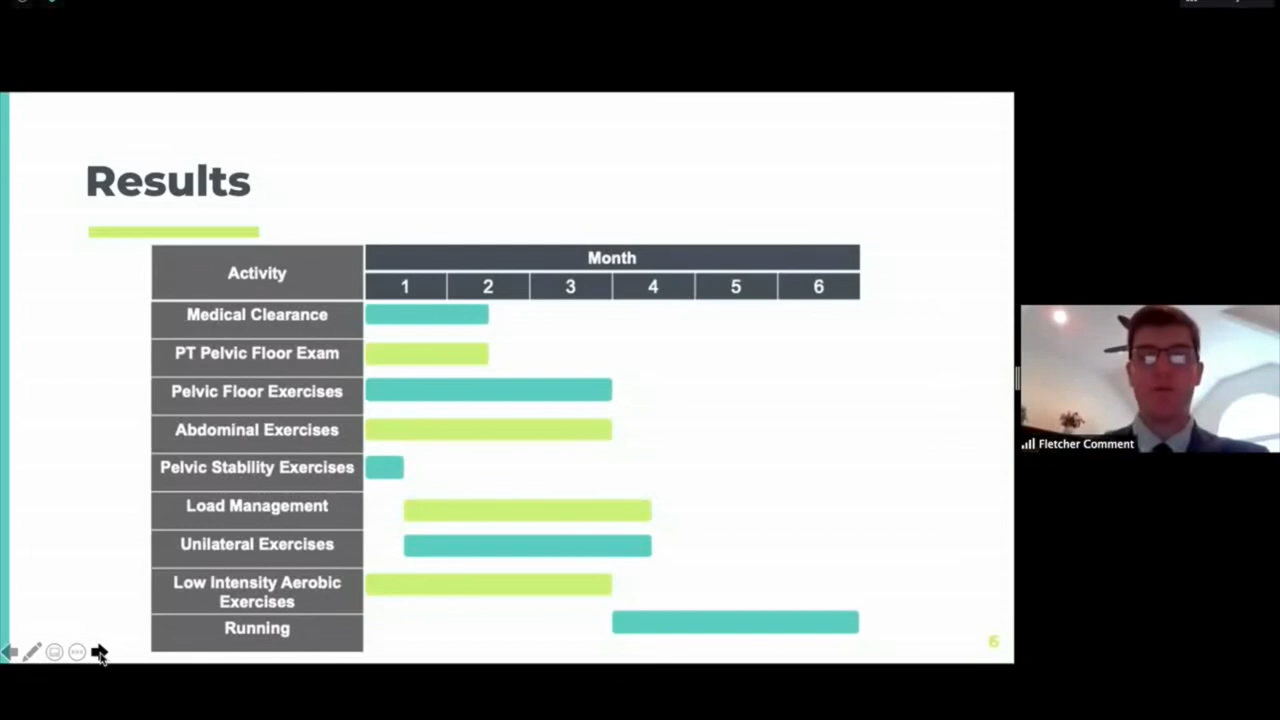 Results
Activity
Month
1 2 3 4 5 6
Medical Clearance
PT Pelvic Floor Exam
Pelvic Floor Exercises
Abdominal Exercises
Pelvic Stability Exercises
Load Management
Unilateral Exercises
Low Intensity Aerobic
Exercises
Running
6
Fletcher Comment